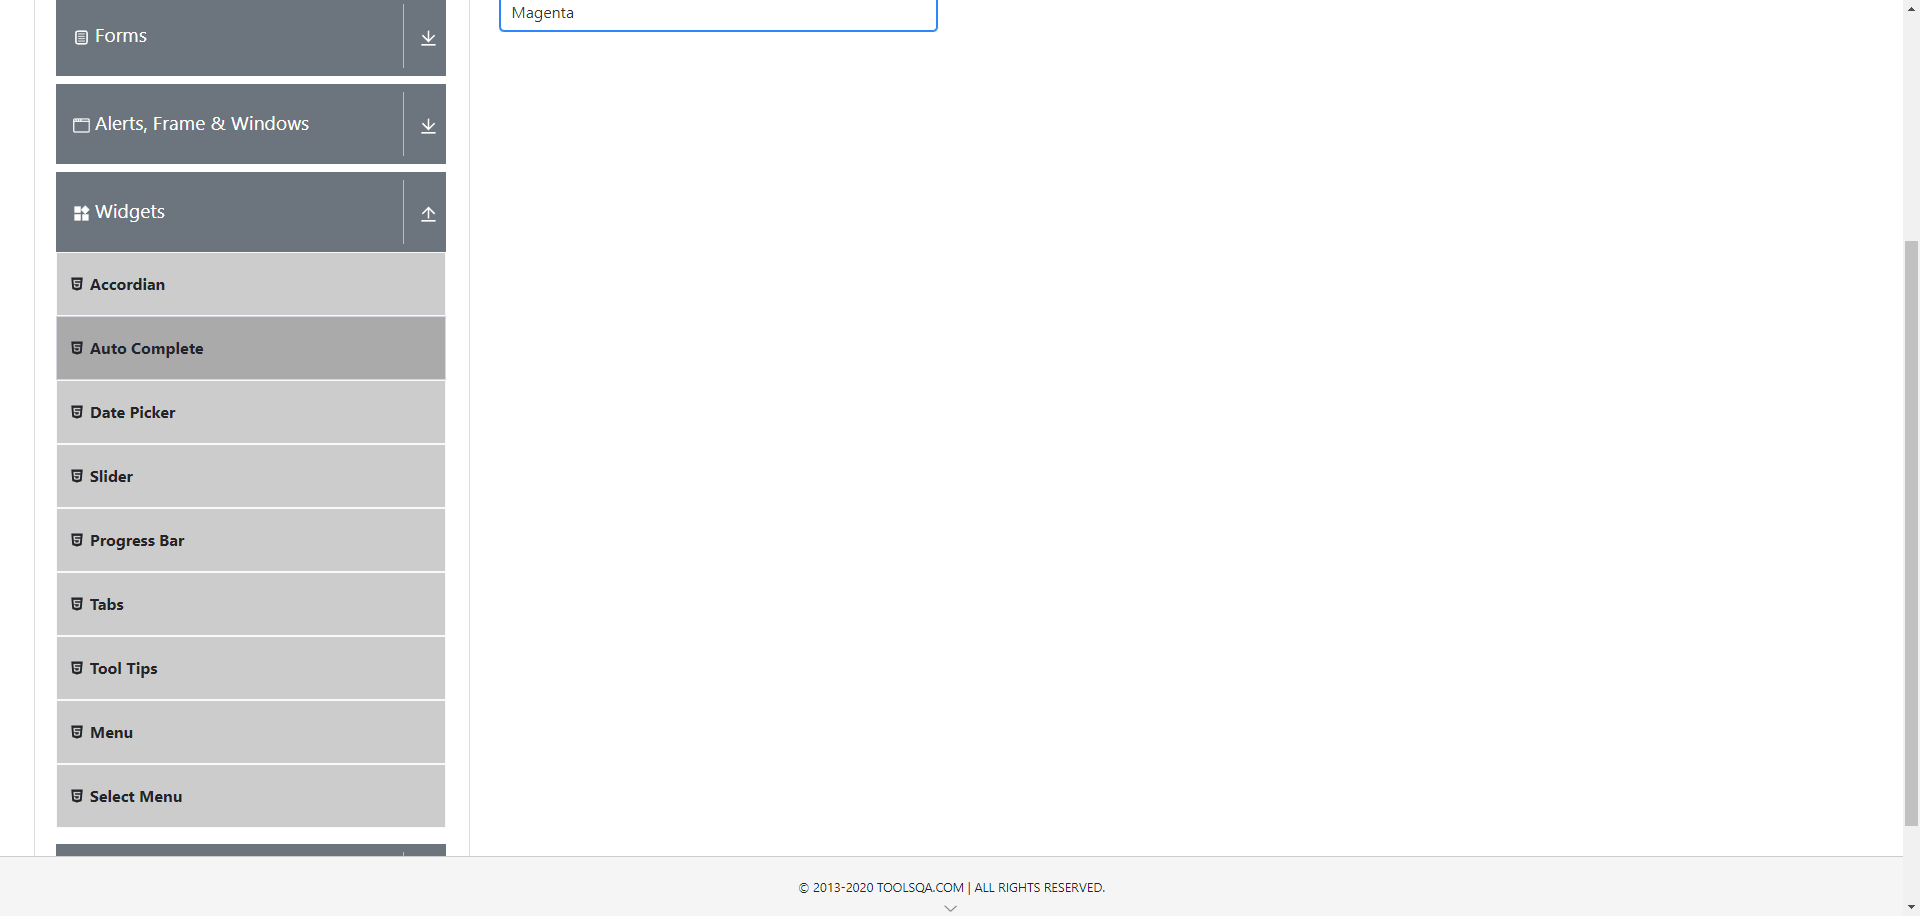 Magenta
Forms
Alerts, Frame & Windows
Widgets
Accordian
Auto Complete
Date Picker
Slider
Progress Bar
Tabs
Tool Tips
Menu
Select Menu
© 2013-2020 TOOLSQA.COM | ALL RIGHTS RESERVED.